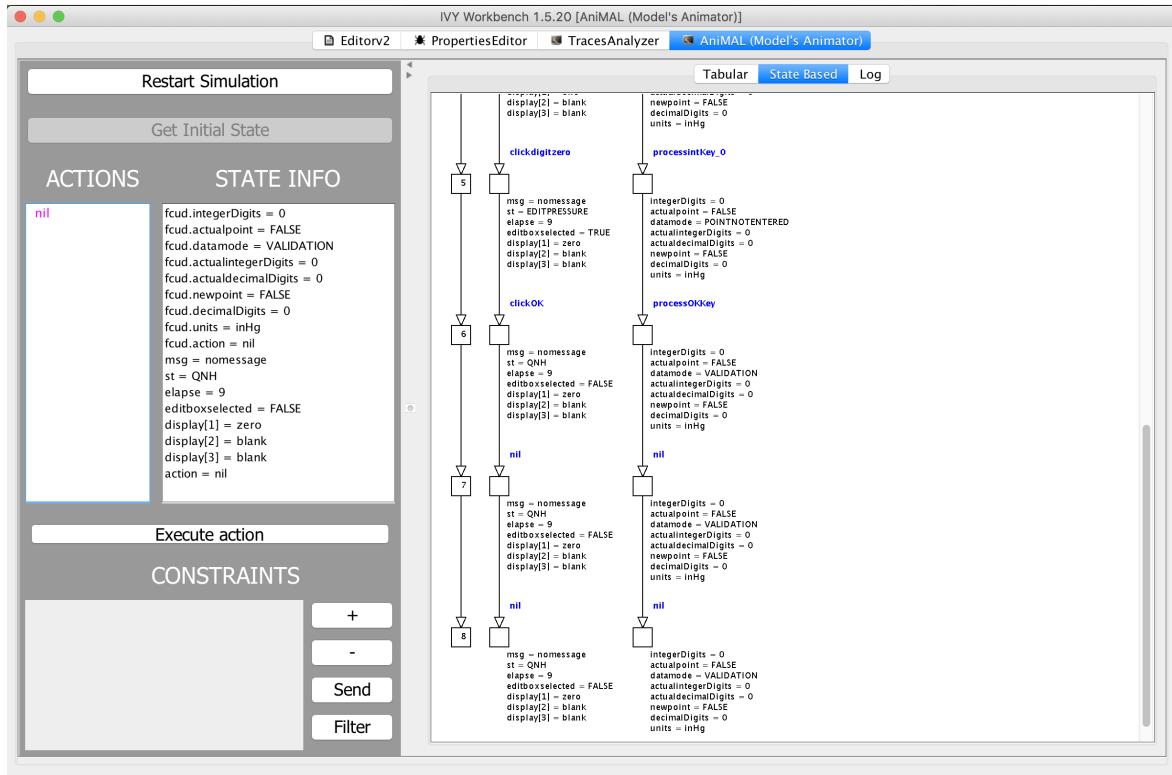 IVY Workbench 1.5.20 [AniMAL (Model's Animator)]
Editorv2 PropertiesEditor TracesAnalyzer AniMAL (Model's Animator)
Restart Simulation
Get Initial State
ACTIONS STATE INFO
nil
fcud.integerDigits = 0
fcud.actualpoint = FALSE
fcud.datamode = VALIDATION
fcud.actualintegerDigits = 0
fcud.actualdecimalDigits = 0
fcud.newpoint = FALSE
fcud.decimalDigits = 0
fcud.units = inHg
fcud.action = nil
msg = nomessage
st = QNH
elapse = 9
editboxselected = FALSE
display[1] = zero
display[2] = blank
display[3] = blank
action = nil
Execute action
CONSTRAINTS
+
-
Send
Filter
Tabular State Based Log
display[2] = blank
display[3] = blank
newpoint = FALSE
decimalDigits = 0
units = inHg
clickdigitzero processintKey_0
5
msg = nomessage
st = EDITPRESSURE
elapse = 9
editboxselected = TRUE
display[1] = zero
display[2] = blank
display[3] = blank
integerDigits = 0
actualpoint = FALSE
datamode = POINTNOTENTERED
actualintegerDigits = 0
actualdecimalDigits = 0
newpoint = FALSE
decimalDigits = 0
units = inHg
clickOK processOKKey
6
msg = nomessage
st = QNH
elapse = 9
editboxselected = FALSE
display[1] = zero
display[2] = blank
display[3] = blank
integerDigits = 0
actualpoint = FALSE
datamode = VALIDATION
actualintegerDigits = 0
actualdecimalDigits = 0
newpoint = FALSE
decimalDigits = 0
units = inHg
nil nil
7
msg = nomessage
st = QNH
elapse = 9
editboxselected = FALSE
display[1] = zero
display[2] = blank
display[3] = blank
integerDigits = 0
actualpoint = FALSE
datamode = VALIDATION
actualintegerDigits = 0
actualdecimalDigits = 0
newpoint = FALSE
decimalDigits = 0
units = inHg
nil nil
8
msg = nomessage
st = QNH
elapse = 9
editboxselected = FALSE
display[1] = zero
display[2] = blank
display[3] = blank
integerDigits = 0
actualpoint = FALSE
datamode = VALIDATION
actualintegerDigits = 0
actualdecimalDigits = 0
newpoint = FALSE
decimalDigits = 0
units = inHg